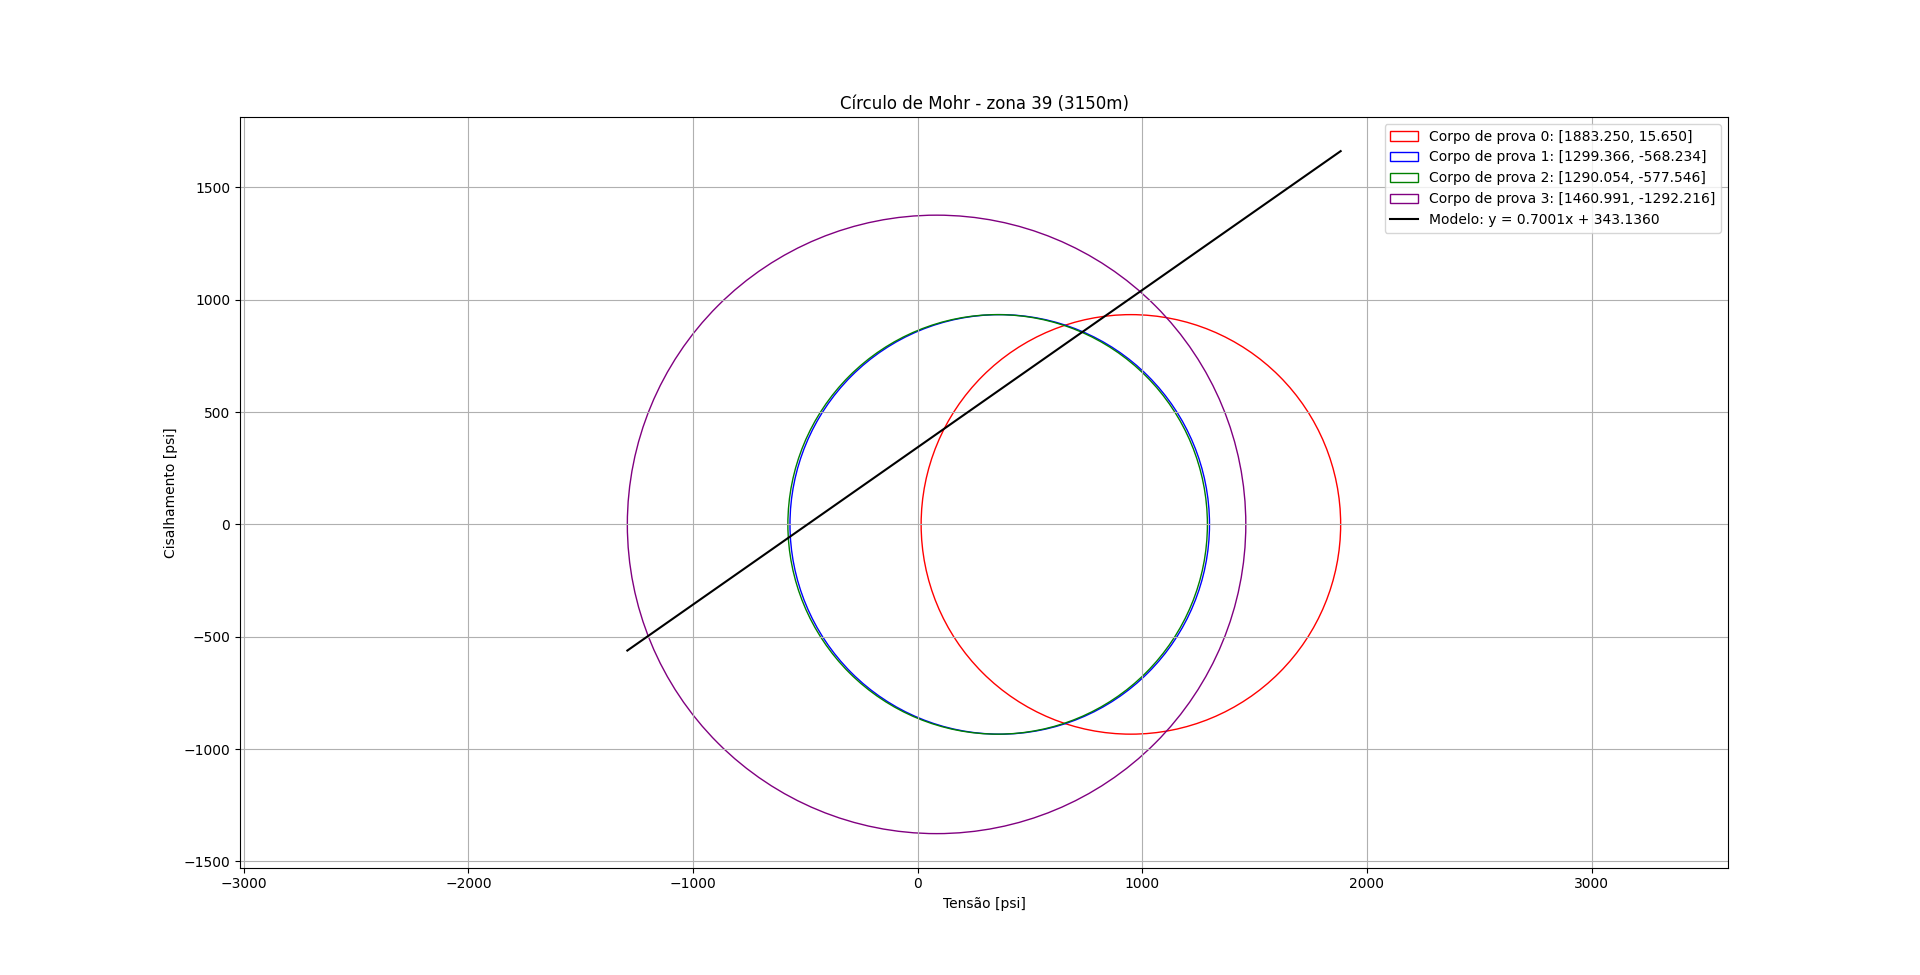 Círculo de Mohr - zona 39 (3150m)
Corpo de prova 0: [1883.250, 15.650]
Corpo de prova 1: [1299.366, -568.234]
Corpo de prova 2: [1290.054, -577.546]
Corpo de prova 3: [1460.991, -1292.216]
Modelo: y = 0.7001x + 343.1360
Cisalhamento [psi]
1500
1000
500
0
−500
−1000
−1500
−3000
−2000
−1000
0
1000
2000
3000
Tensão [psi]